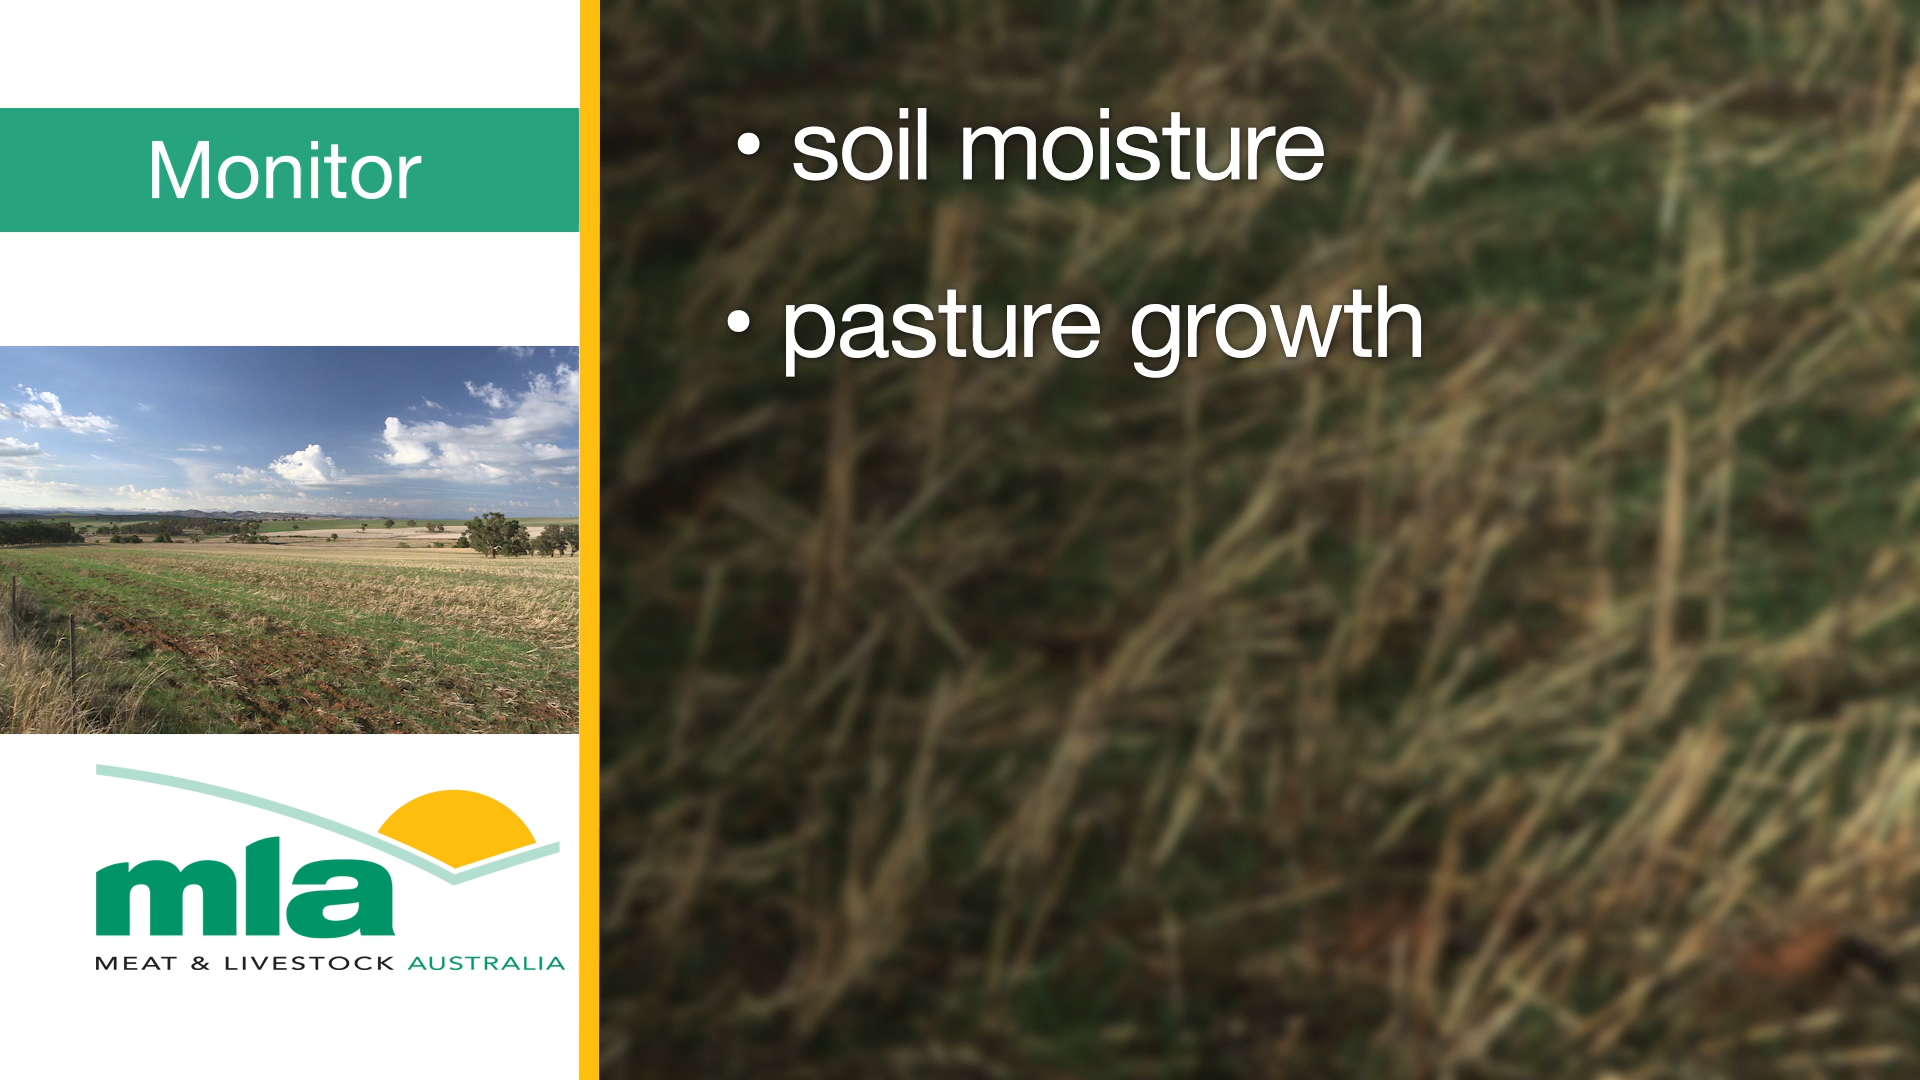 Monitor
• soil moisture
• pasture growth
mla
MEAT & LIVESTOCK AUSTRALIA